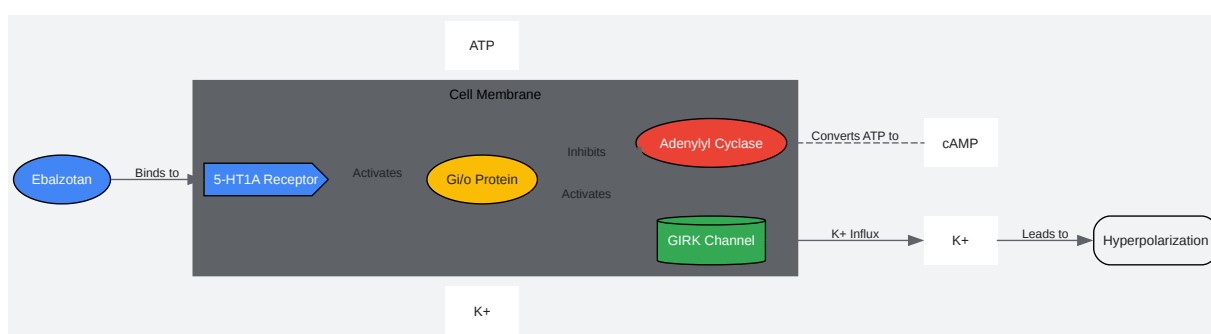 ATP
Cell Membrane
Ebalzotan
Binds to
5-HT1A Receptor
Activates
Gi/o Protein
Inhibits
Activates
Adenylyl Cyclase
Converts ATP to
cAMP
GIRK Channel
K+ Influx
K+
Leads to
Hyperpolarization
K+